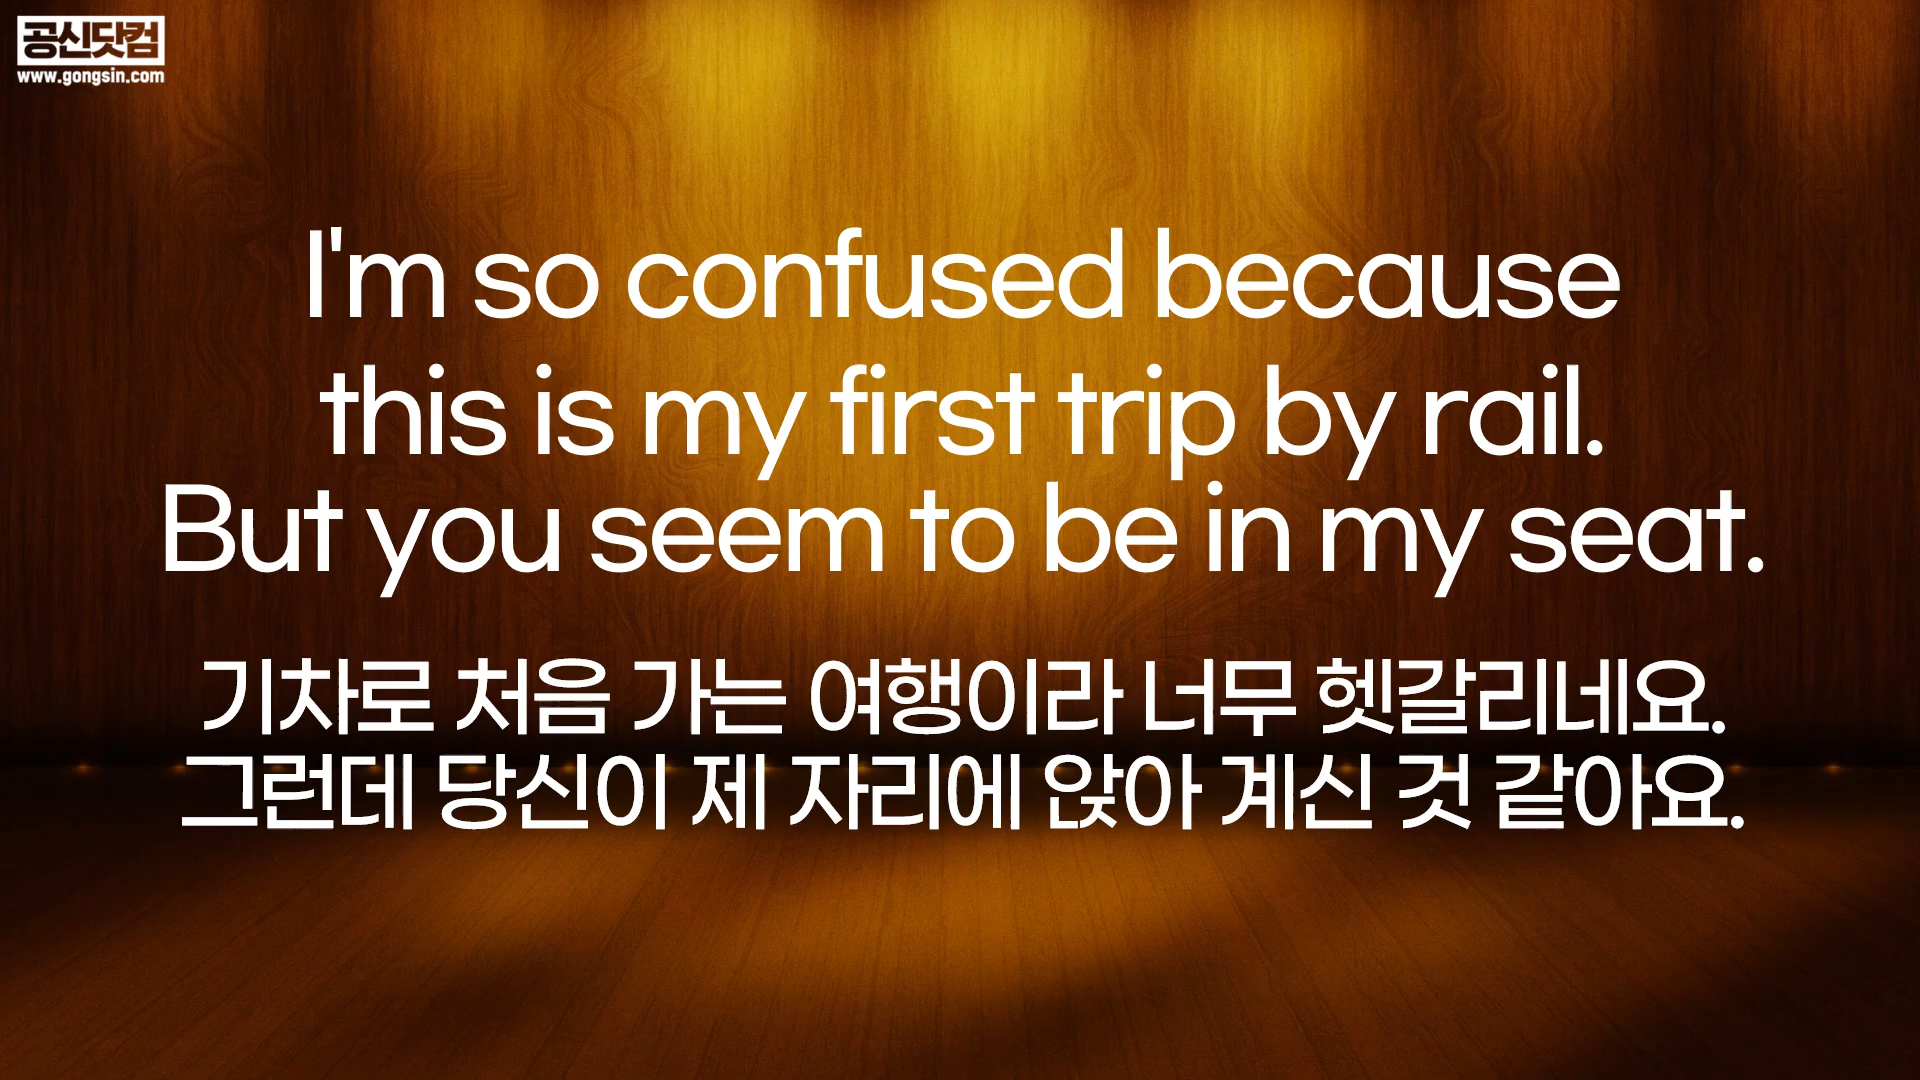 공신닷컴
www.gongsin.com
I'm so confused because
this is my first trip by rail.
But you seem to be in my seat.
기차로 처음 가는 여행이라 너무 헷갈리네요.
그런데 당신이 제 자리에 앉아 계신 것 같아요.